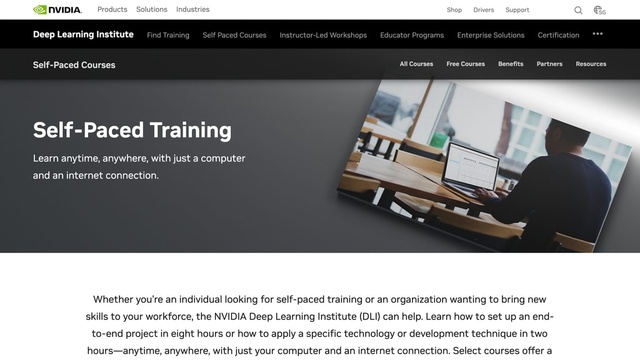 NVIDIA.
Products Solutions Industries
Shop Drivers Support
SG
Deep Learning Institute
Find Training Self Paced Courses Instructor-Led Workshops Educator Programs Enterprise Solutions Certification •••
Self-Paced Courses
All Courses Free Courses Benefits Partners Resources
Self-Paced Training
Learn anytime, anywhere, with just a computer
and an internet connection.
Whether you're an individual looking for self-paced training or an organization wanting to bring new
skills to your workforce, the NVIDIA Deep Learning Institute (DLI) can help. Learn how to set up an end-
to-end project in eight hours or how to apply a specific technology or development technique in two
hours—anytime, anywhere, with just your computer and an internet connection. Select courses offer a